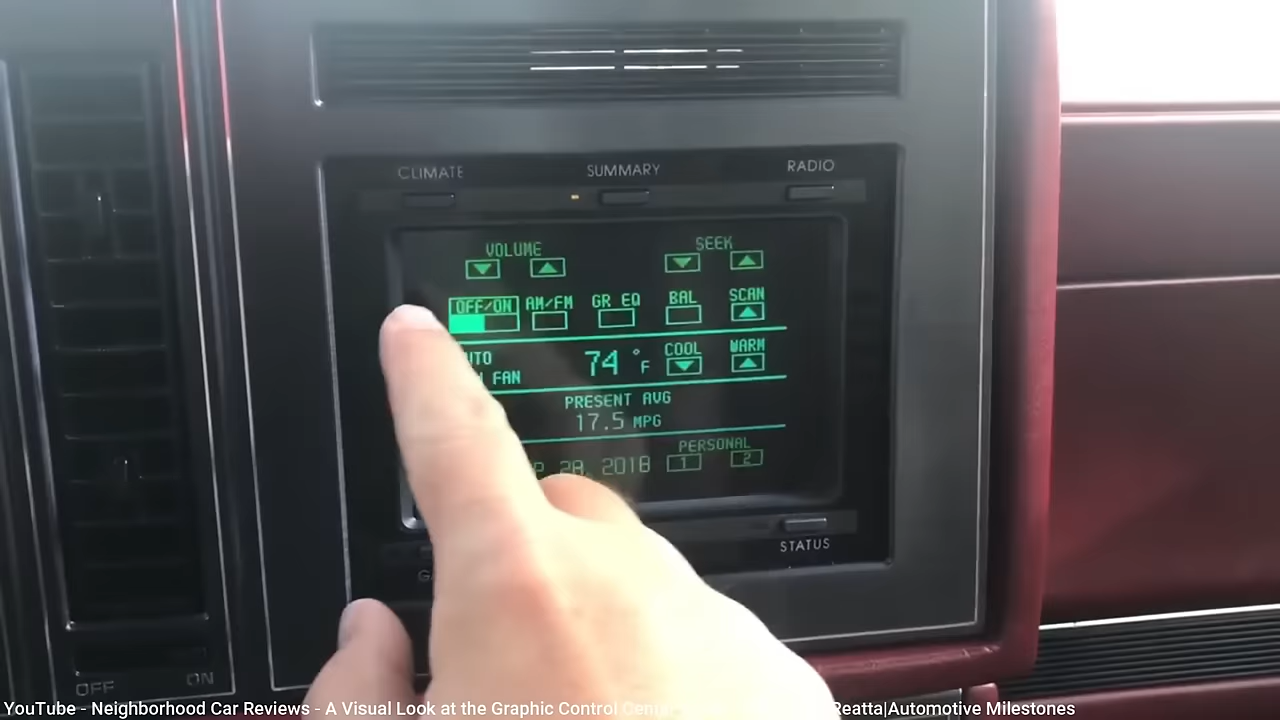 CLIMATE SUMMARY RADIO
VOLUME SEEK
OFF/ON AM/FM GR EQ BAL SCAN
74 °F COOL WARM
FAN
PRESENT AVG
17.5 MPG
PERSONAL
28, 2018 1 2
STATUS
OFF ON
YouTube - Neighborhood Car Reviews - A Visual Look at the Graphic Control Reatta|Automotive Milestones